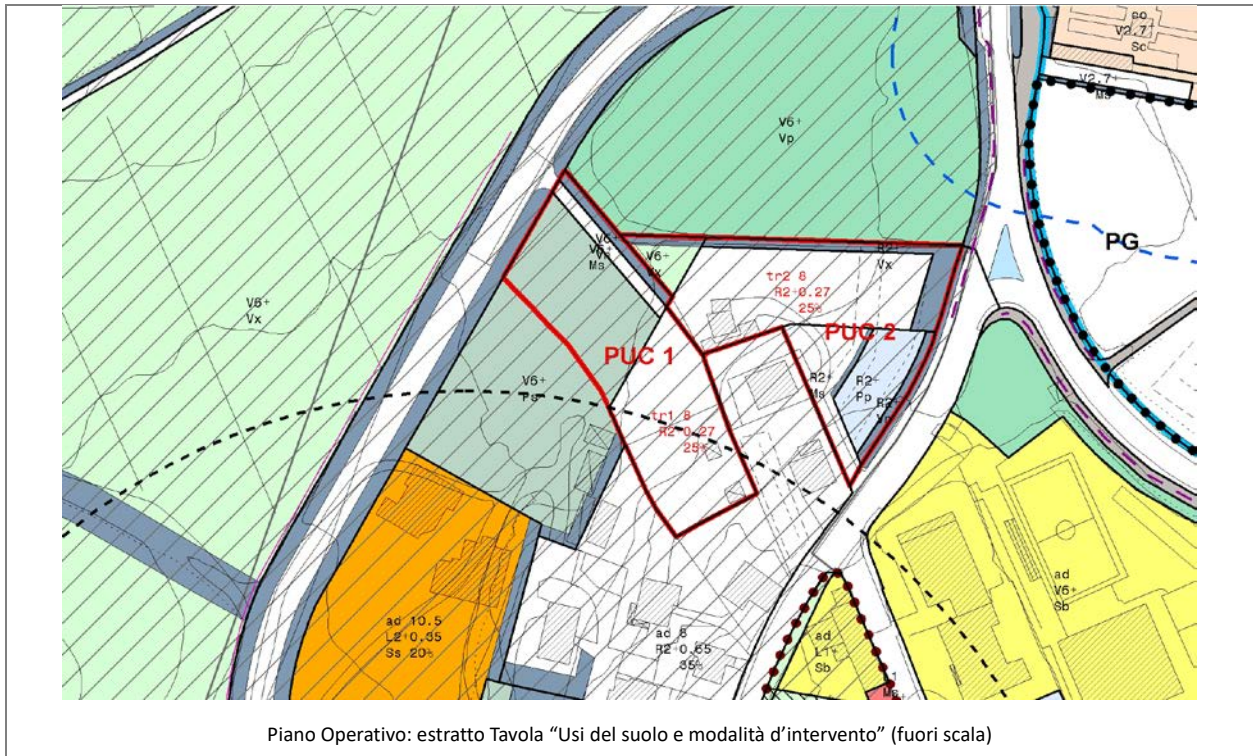 so
V2.7+
Sc
V2.7+
Ms
V6+
Vp
PG
V6+
Ms
V6+
Vx
R2+
Vx
tr2 8
R2+0.27
25%
V6+
Vx
PUC 1
PUC 2
V6+
Ps
R2+
Ms
R2+
Pp
R2+
Vp
tr1 8
R2+0.27
25%
ad
V6+
Sb
ad 10.5
L2+0.35
Ss 20%
ad 8
R2+0.65
35%
ad
L1+
Sb
Piano Operativo: estratto Tavola “Usi del suolo e modalità d’intervento” (fuori scala)